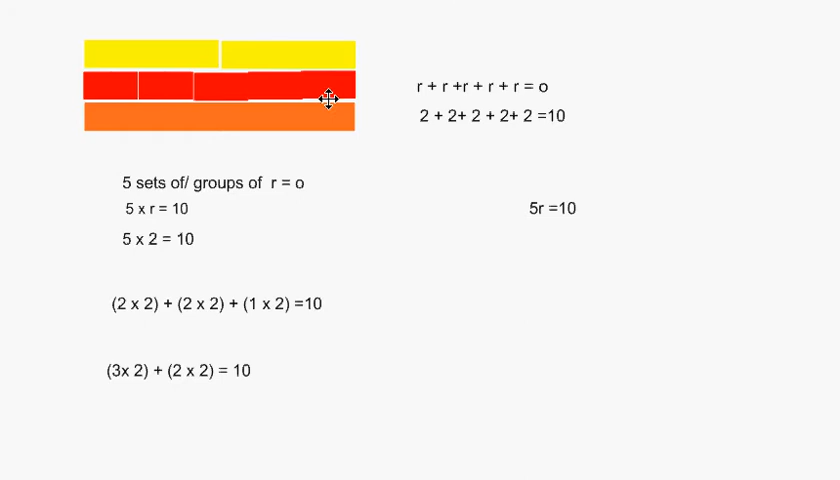 r + r +r + r + r = o
2 + 2+ 2 + 2+ 2 =10
5 sets of/ groups of  r = o
5 x r = 10
5r =10
5 x 2 = 10
(2 x 2) + (2 x 2) + (1 x 2) =10
(3x 2) + (2 x 2) = 10